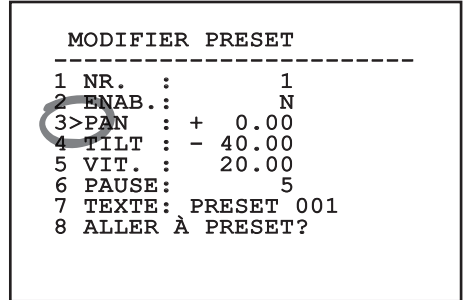 MODIFIER PRESET
------------------------
1 NR.  :       1
2 ENAB.:       N
3>PAN  : +  0.00
4 TILT : - 40.00
5 VIT. :   20.00
6 PAUSE:       5
7 TEXTE: PRESET 001
8 ALLER À PRESET?